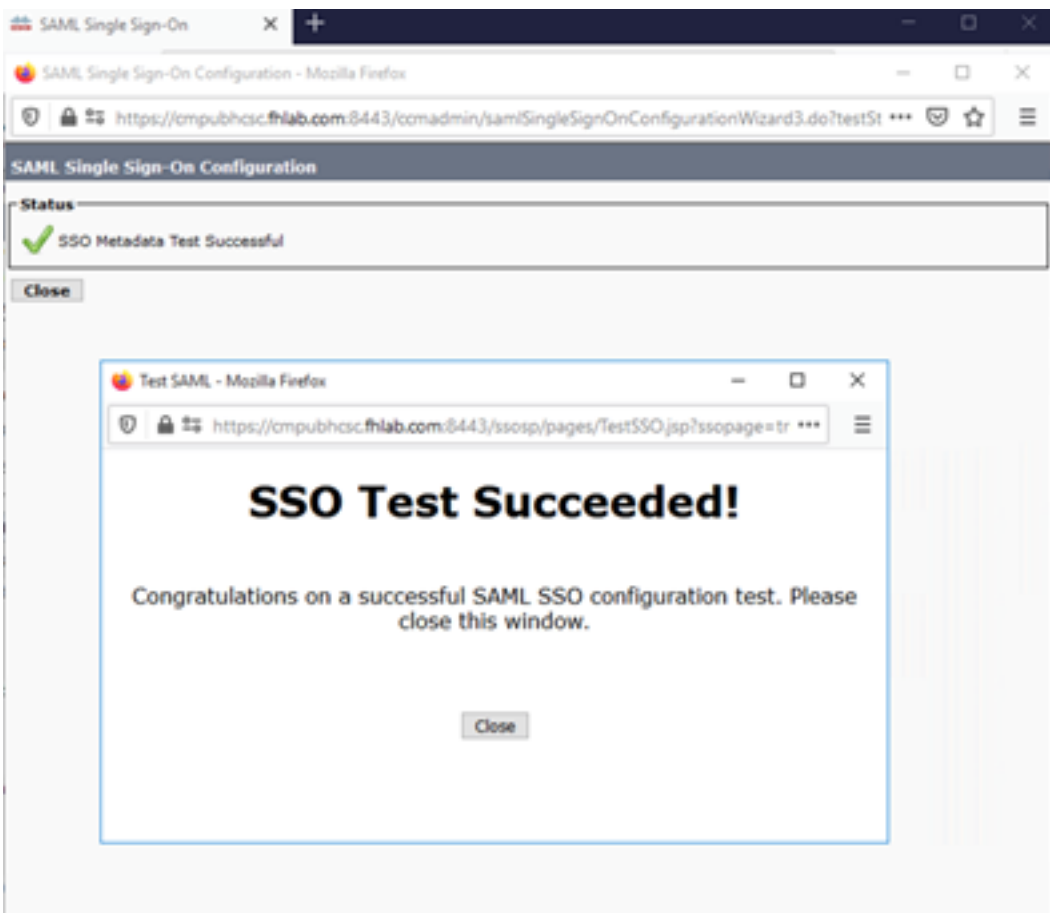 SAML Single Sign-On
SAML Single Sign-On Configuration - Mozilla Firefox
https://cmpubhcsc.fhlab.com:8443/ccmadmin/samlSingleSignOnConfigurationWizard3.do?testSt
SAML Single Sign-On Configuration
Status
SSO Metadata Test Successful
Close
Test SAML - Mozilla Firefox
https://cmpubhcsc.fhlab.com:8443/ssosp/pages/TestSSO.jsp?ssopage=tr
SSO Test Succeeded!
Congratulations on a successful SAML SSO configuration test. Please
close this window.
Close